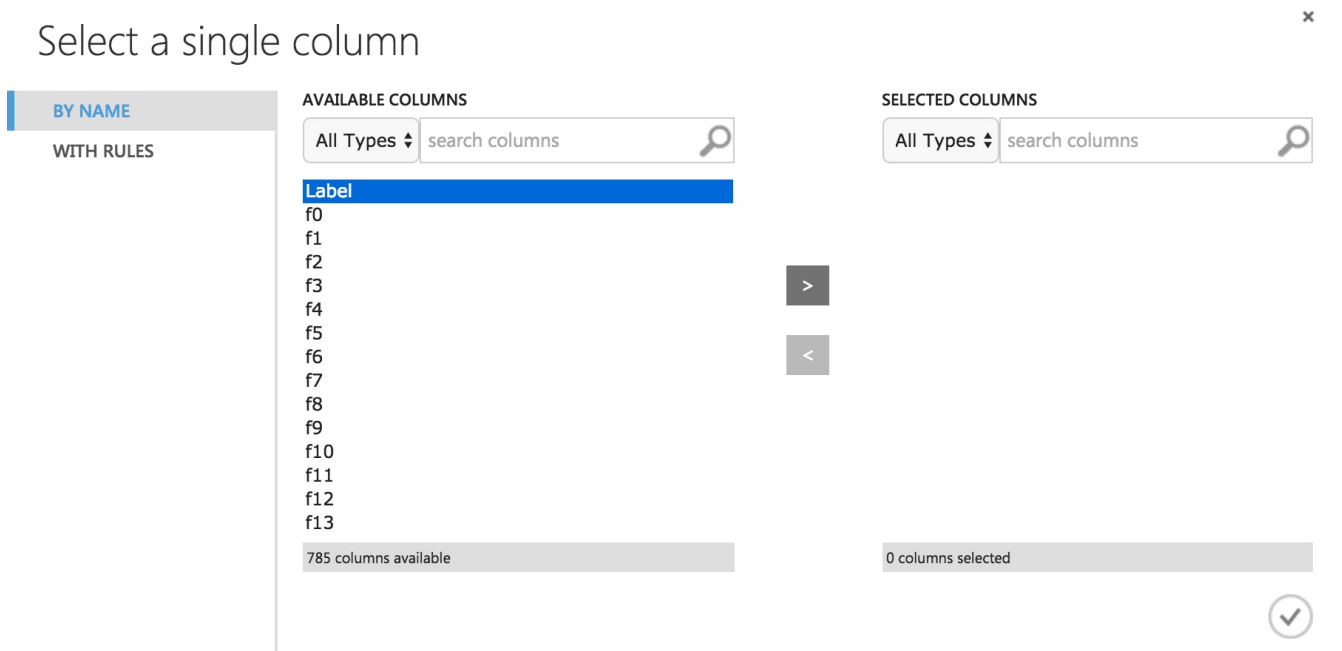 Select a single column
BY NAME
WITH RULES
AVAILABLE COLUMNS
All Types search columns
Label
f0
f1
f2
f3
f4
f5
f6
f7
f8
f9
f10
f11
f12
f13
785 columns available
>
<
SELECTED COLUMNS
All Types search columns
0 columns selected